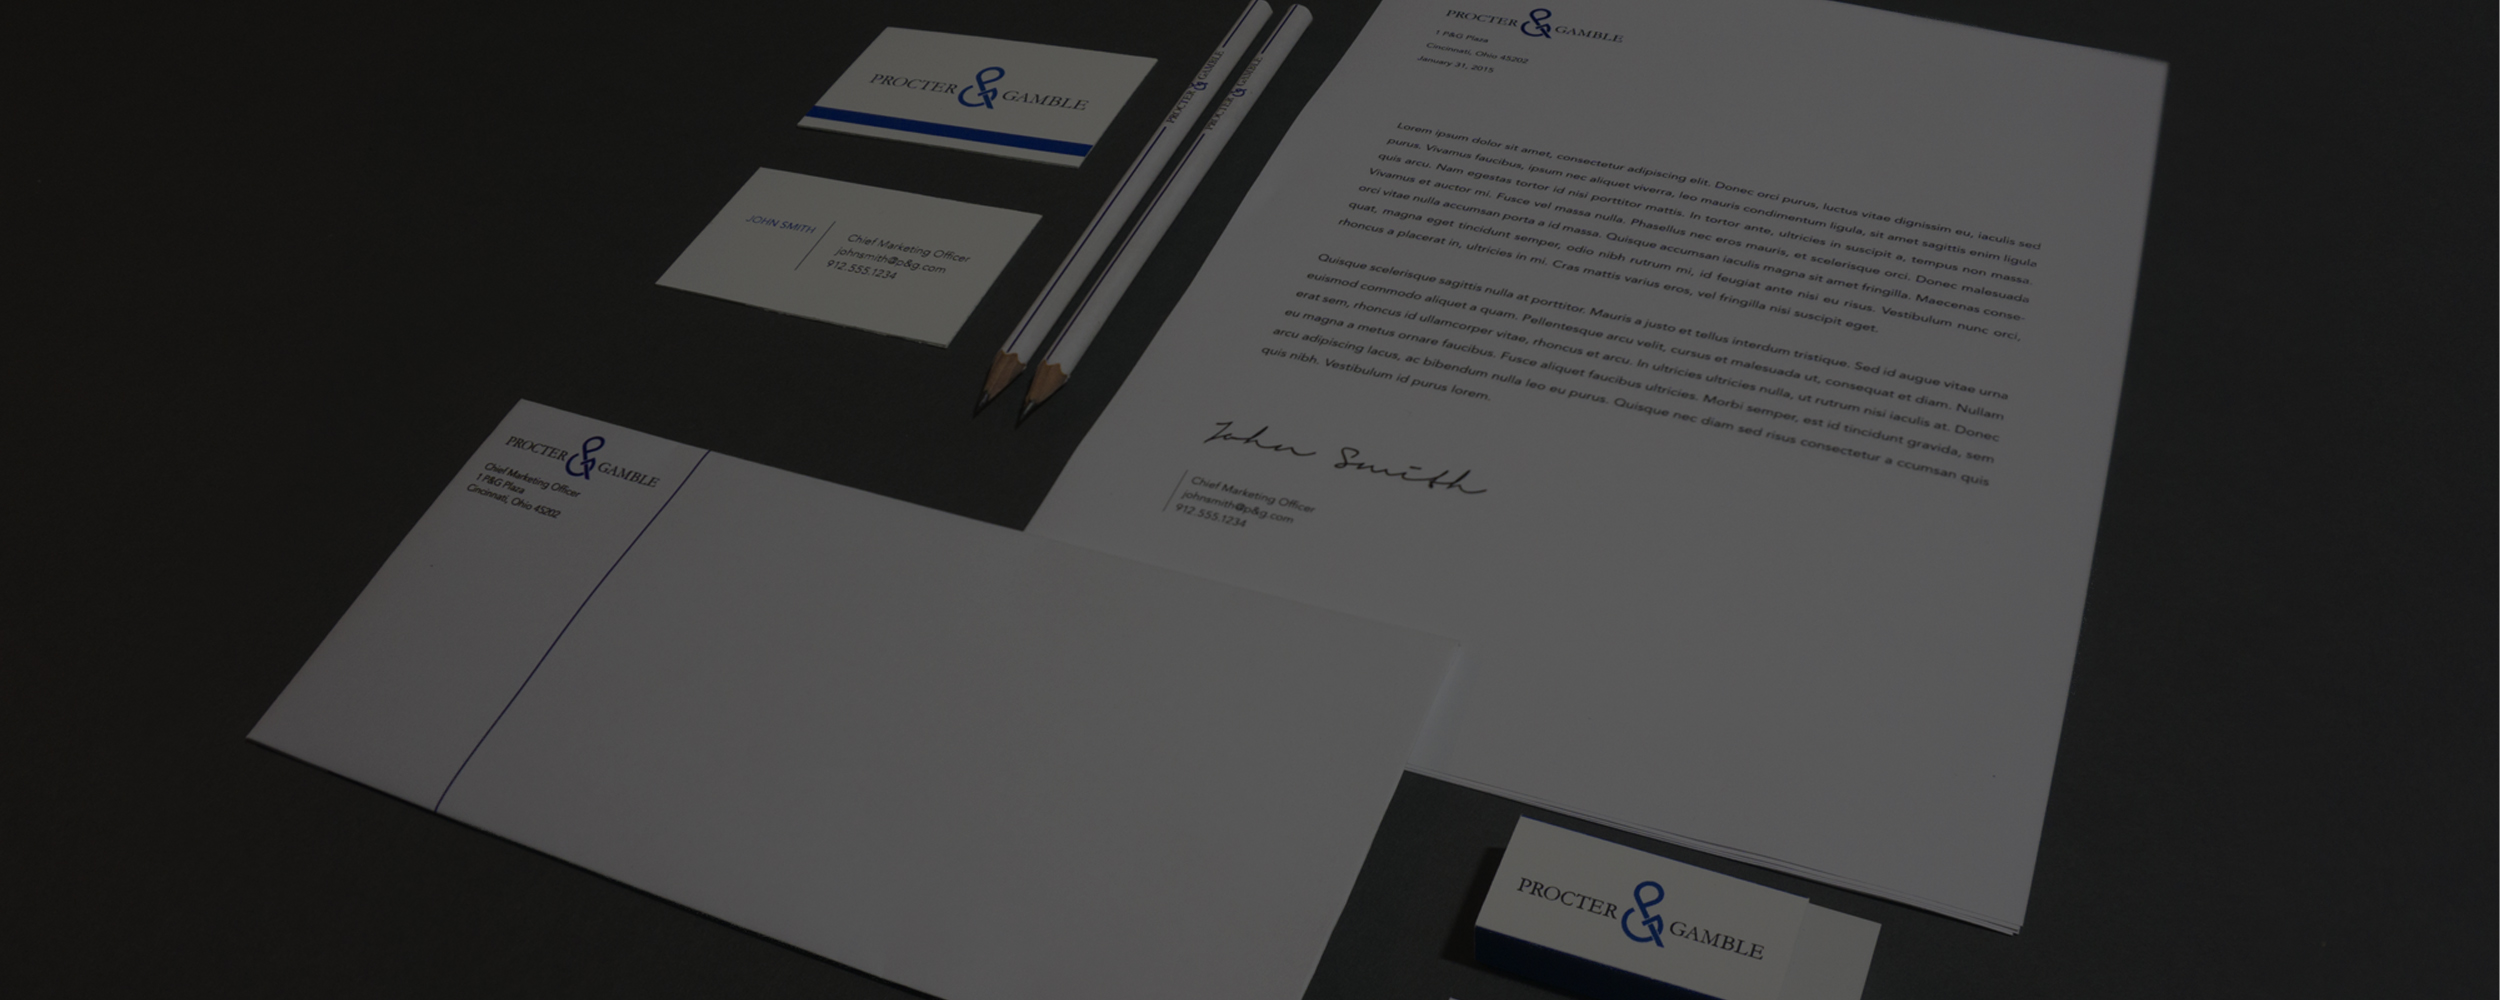 PROCTER & GAMBLE
JOHN SMITH
Chief Marketing Officer
johnsmith@p&g.com
912.555.1234
PROCTER & GAMBLE
PROCTER & GAMBLE
PROCTER & GAMBLE
1 P&G Plaza
Cincinnati, Ohio 45202
January 31, 2015
Lorem ipsum dolor sit amet, consectetur adipiscing elit. Donec orci purus, luctus vitae dignissim eu, iaculis sed
purus. Vivamus faucibus, ipsum nec aliquet viverra, leo mauris condimentum ligula, sit amet sagittis enim ligula
quis arcu. Nam egestas tortor id nisi porttitor mattis. In tortor ante, ultricies in suscipit a, tempus non massa.
Vivamus et auctor mi. Fusce vel massa nulla. Phasellus nec eros mauris, et scelerisque orci. Donec malesuada
orci vitae nulla accumsan porta a id massa. Quisque accumsan iaculis magna sit amet fringilla. Maecenas conse-
quat, magna eget tincidunt semper, odio nibh rutrum mi, id feugiat ante nisi eu risus. Vestibulum nunc orci,
rhoncus a placerat in, ultricies in mi. Cras mattis varius eros, vel fringilla nisi suscipit eget.
Quisque scelerisque sagittis nulla at porttitor. Mauris a justo et tellus interdum tristique. Sed id augue vitae urna
euismod commodo aliquet a quam. Pellentesque arcu velit, cursus et malesuada ut, consequat et diam. Nullam
erat sem, rhoncus id ullamcorper vitae, rhoncus et arcu. In ultricies ultricies nulla, ut rutrum nisi iaculis at. Donec
eu magna a metus ornare faucibus. Fusce aliquet faucibus ultricies. Morbi semper, est id tincidunt gravida, sem
arcu adipiscing lacus, ac bibendum nulla leo eu purus. Quisque nec diam sed risus consectetur a ccumsan quis
quis nibh. Vestibulum id purus lorem.
John Smith
Chief Marketing Officer
johnsmith@p&g.com
912.555.1234
PROCTER & GAMBLE
Chief Marketing Officer
1 P&G Plaza
Cincinnati, Ohio 45202
PROCTER & GAMBLE